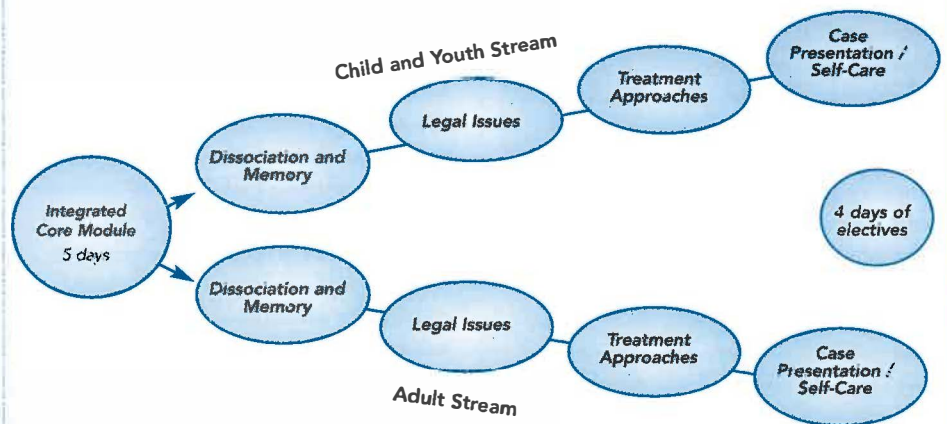 Child and Youth Stream
Case
Presentation /
Self-Care
Treatment
Approaches
Legal Issues
Dissociation and
Memory
Integrated
Core Module
5 days
4 days of
electives
Dissociation and
Memory
Legal Issues
Treatment
Approaches
Case
Presentation /
Self-Care
Adult Stream